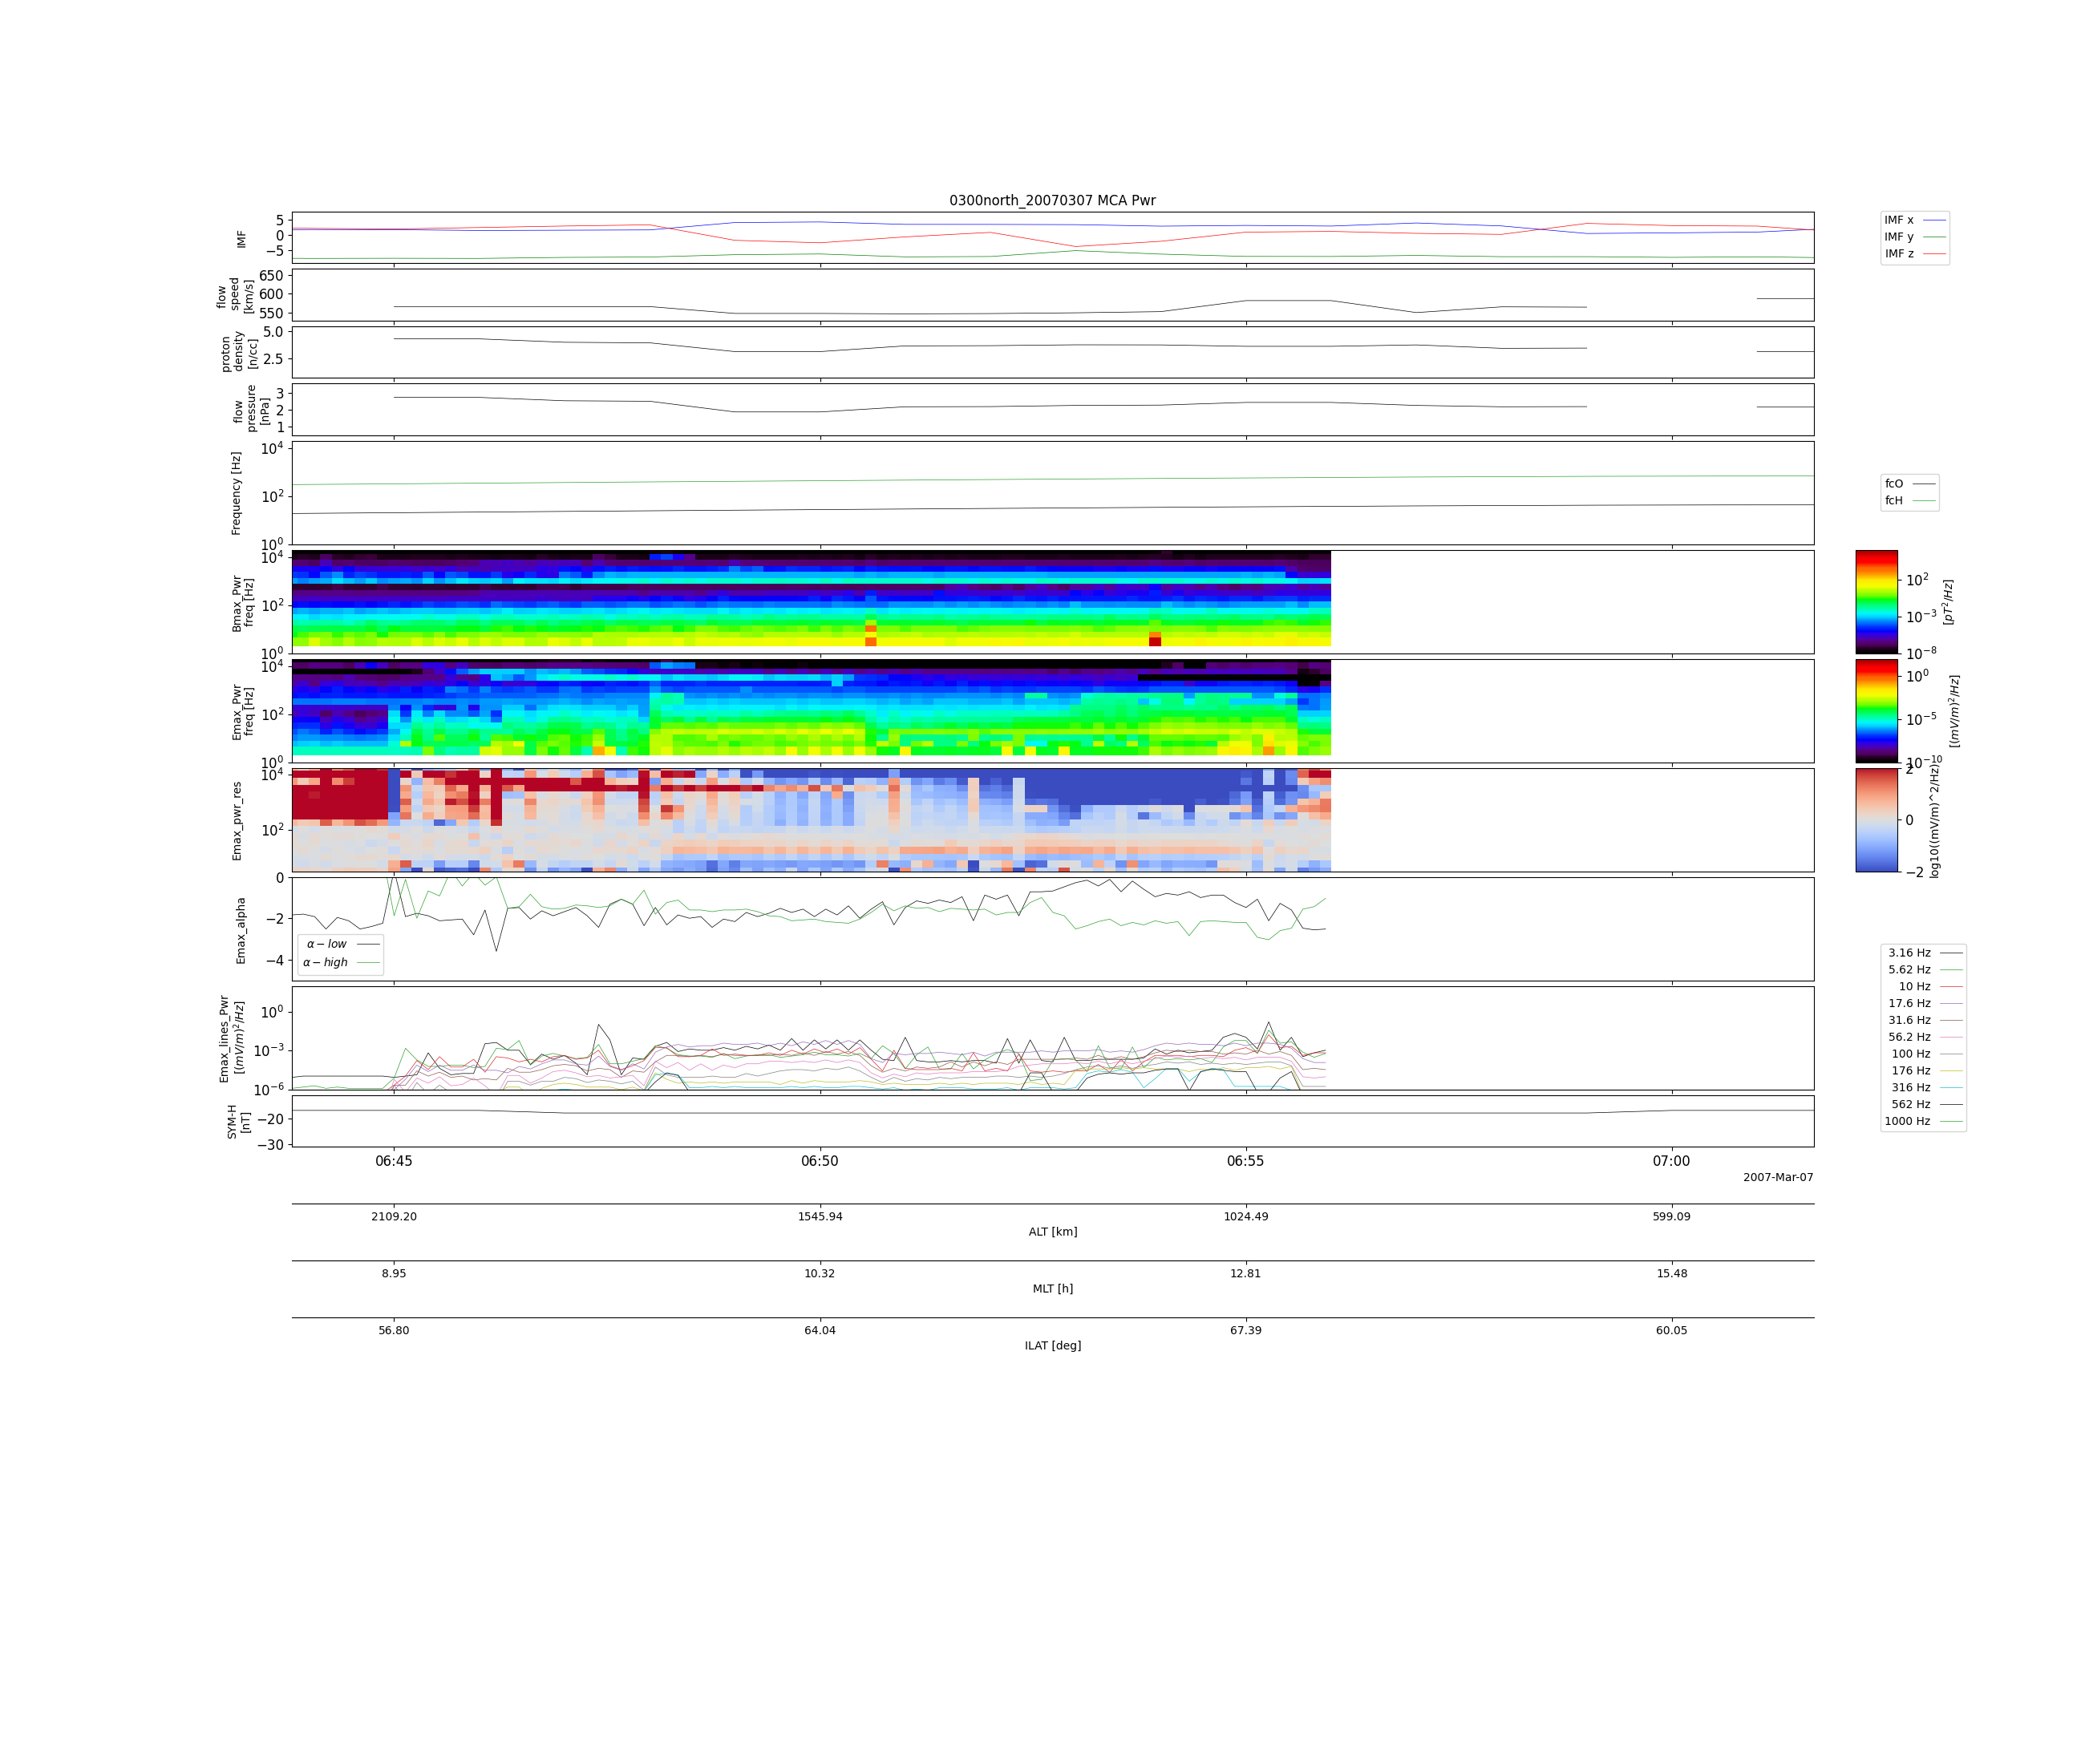 0300north_20070307 MCA Pwr
IMF
5
0
−5
IMF x
IMF y
IMF z
flow
speed
[km/s]
650
600
550
proton
density
[n/cc]
5.0
2.5
flow
pressure
[nPa]
3
2
1
Frequency [Hz]
10^4
10^2
10^0
fcO
fcH
Bmax_Pwr
freq [Hz]
10^4
10^2
10^0
10^2
10^−3
10^−8
[pT^2/Hz]
Emax_Pwr
freq [Hz]
10^4
10^2
10^0
10^0
10^−5
10^−10
[(mV/m)^2/Hz]
Emax_pwr_res
10^4
10^2
2
0
−2
log10((mV/m)^2/Hz)
Emax_alpha
0
−2
−4
α − low
α − high
Emax_lines_Pwr
[(mV/m)^2/Hz]
10^0
10^−3
10^−6
3.16 Hz
5.62 Hz
10 Hz
17.6 Hz
31.6 Hz
56.2 Hz
100 Hz
176 Hz
316 Hz
562 Hz
1000 Hz
SYM-H
[nT]
−20
−30
06:45 06:50 06:55 07:00
2007-Mar-07
2109.20 1545.94 1024.49 599.09
ALT [km]
8.95 10.32 12.81 15.48
MLT [h]
56.80 64.04 67.39 60.05
ILAT [deg]